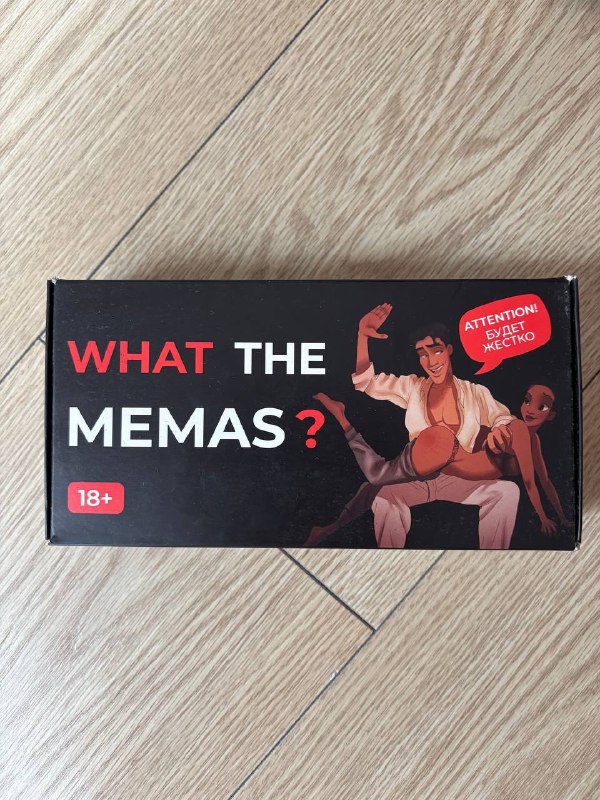 WHAT THE
MEMAS?
18+
ATTENTION!
БУДЕТ
ЖЕСТКО